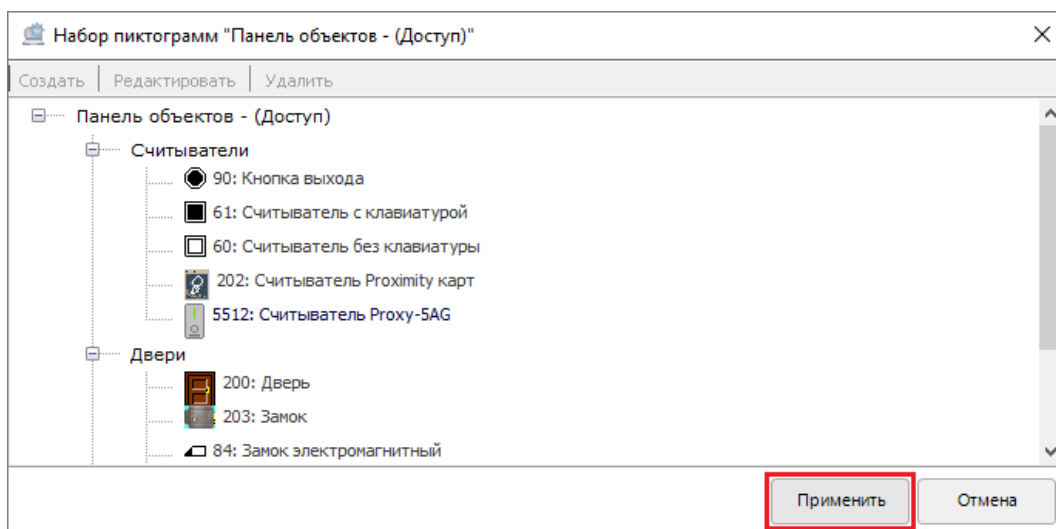 Набор пиктограмм "Панель объектов - (Доступ)"
Создать Редактировать Удалить
Панель объектов - (Доступ)
Считыватели
90: Кнопка выхода
61: Считыватель с клавиатурой
60: Считыватель без клавиатуры
202: Считыватель Proximity карт
5512: Считыватель Proxy-5AG
Двери
200: Дверь
203: Замок
84: Замок электромагнитный
Применить Отмена